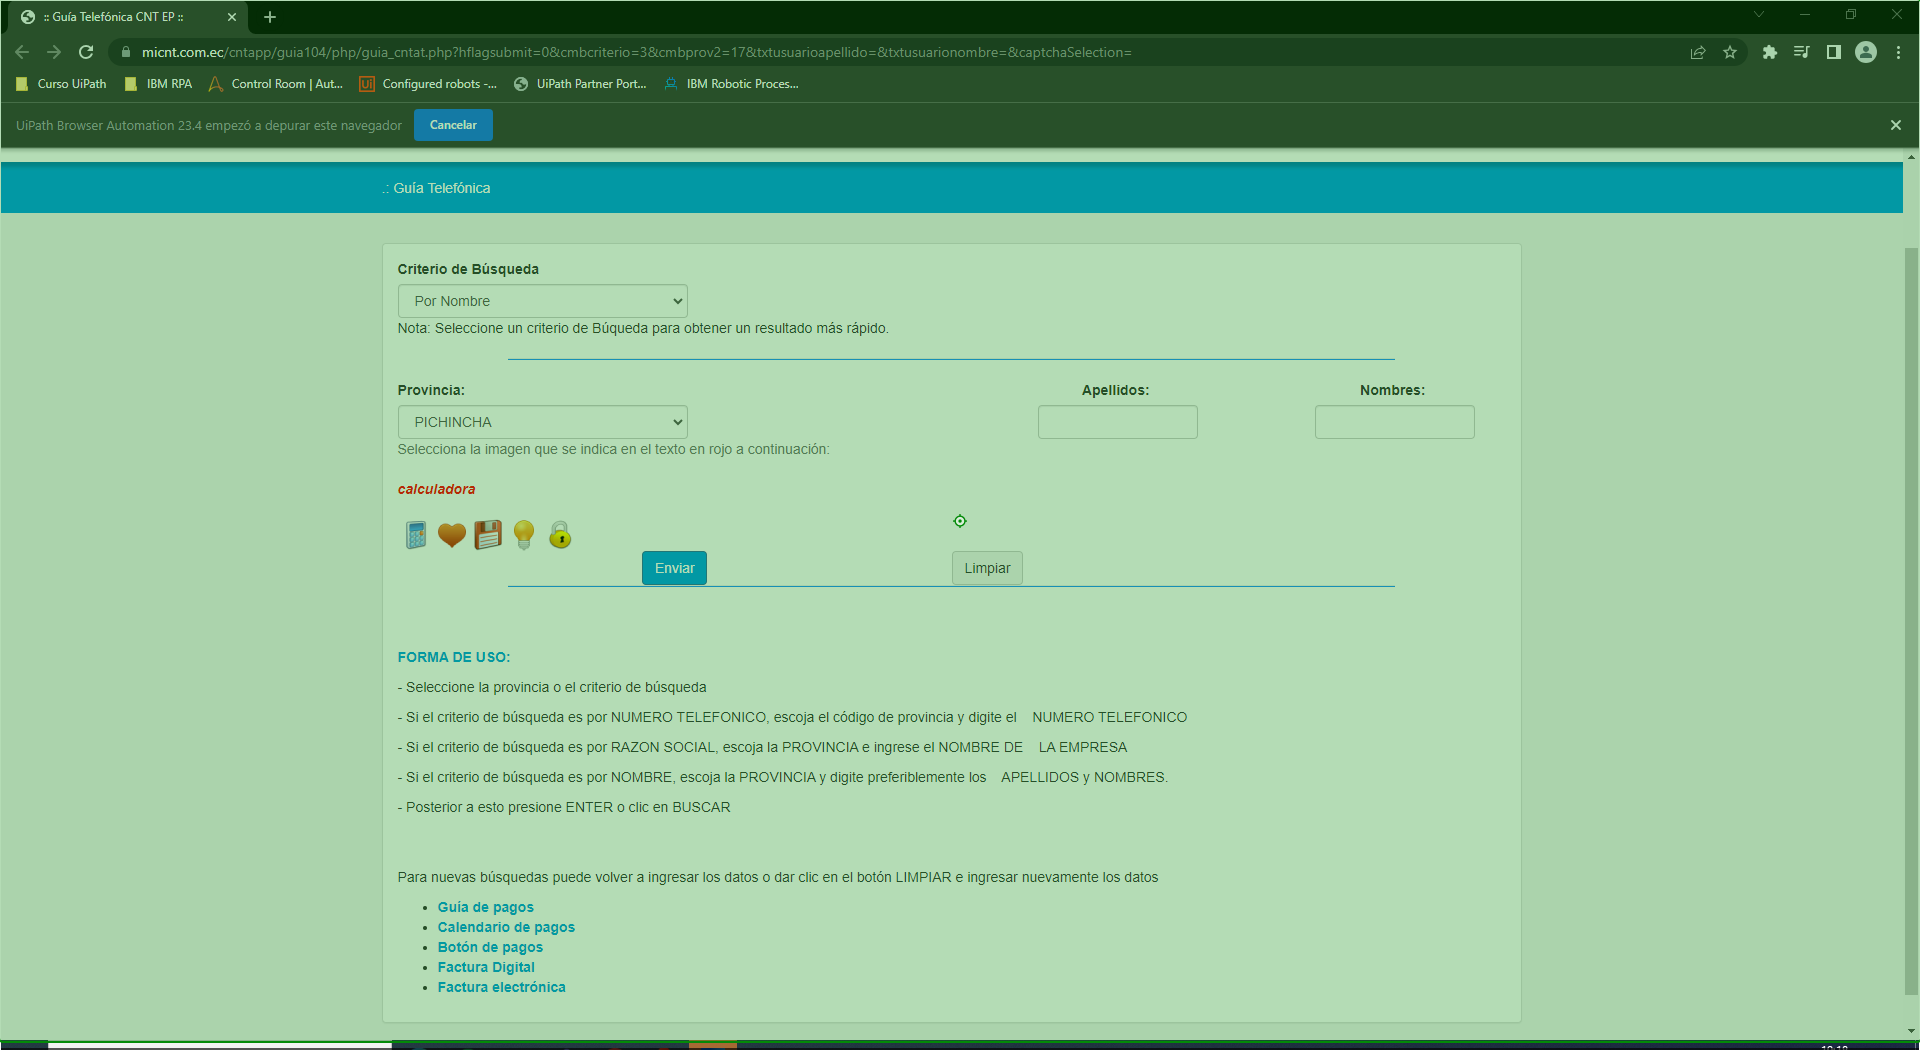 :: Guía Telefónica CNT EP ::
micnt.com.ec/cntapp/guia104/php/guia_cntat.php?hflagsubmit=0&cmbcriterio=3&cmbprov2=17&txtusuarioapellido=&txtusuarionombre=&captchaSelection=
Curso UiPath IBM RPA Control Room | Aut... Ui Configured robots -... UiPath Partner Port... IBM Robotic Proces...
UiPath Browser Automation 23.4 empezó a depurar este navegador Cancelar
.: Guía Telefónica
Criterio de Búsqueda
Por Nombre
Nota: Seleccione un criterio de Búqueda para obtener un resultado más rápido.
Provincia: Apellidos: Nombres:
PICHINCHA
Selecciona la imagen que se indica en el texto en rojo a continuación:
calculadora
Enviar Limpiar
FORMA DE USO:
- Seleccione la provincia o el criterio de búsqueda
- Si el criterio de búsqueda es por NUMERO TELEFONICO, escoja el código de provincia y digite el NUMERO TELEFONICO
- Si el criterio de búsqueda es por RAZON SOCIAL, escoja la PROVINCIA e ingrese el NOMBRE DE LA EMPRESA
- Si el criterio de búsqueda es por NOMBRE, escoja la PROVINCIA y digite preferiblemente los APELLIDOS y NOMBRES.
- Posterior a esto presione ENTER o clic en BUSCAR
Para nuevas búsquedas puede volver a ingresar los datos o dar clic en el botón LIMPIAR e ingresar nuevamente los datos
• Guía de pagos
• Calendario de pagos
• Botón de pagos
• Factura Digital
• Factura electrónica